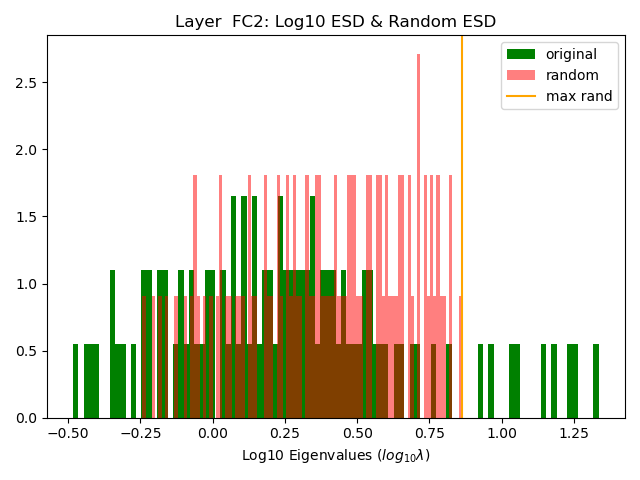 Layer  FC2: Log10 ESD & Random ESD
original
random
max rand
2.5
2.0
1.5
1.0
0.5
0.0
−0.50 −0.25 0.00 0.25 0.50 0.75 1.00 1.25
Log10 Eigenvalues (log₁₀λ)